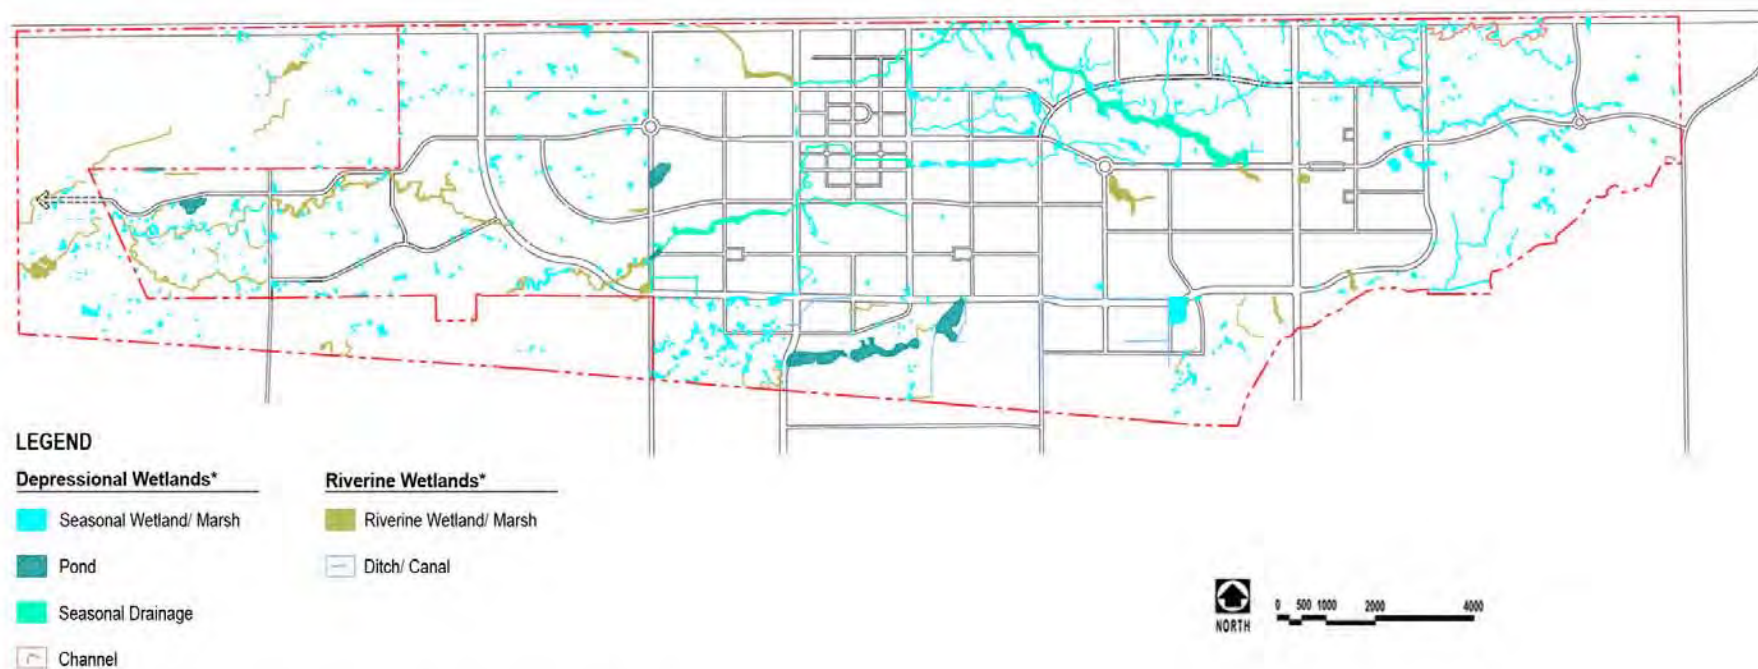 LEGEND
Depressional Wetlands*
Seasonal Wetland/ Marsh
Pond
Seasonal Drainage
Channel
Riverine Wetlands*
Riverine Wetland/ Marsh
Ditch/ Canal
NORTH
0 500 1000 2000 4000